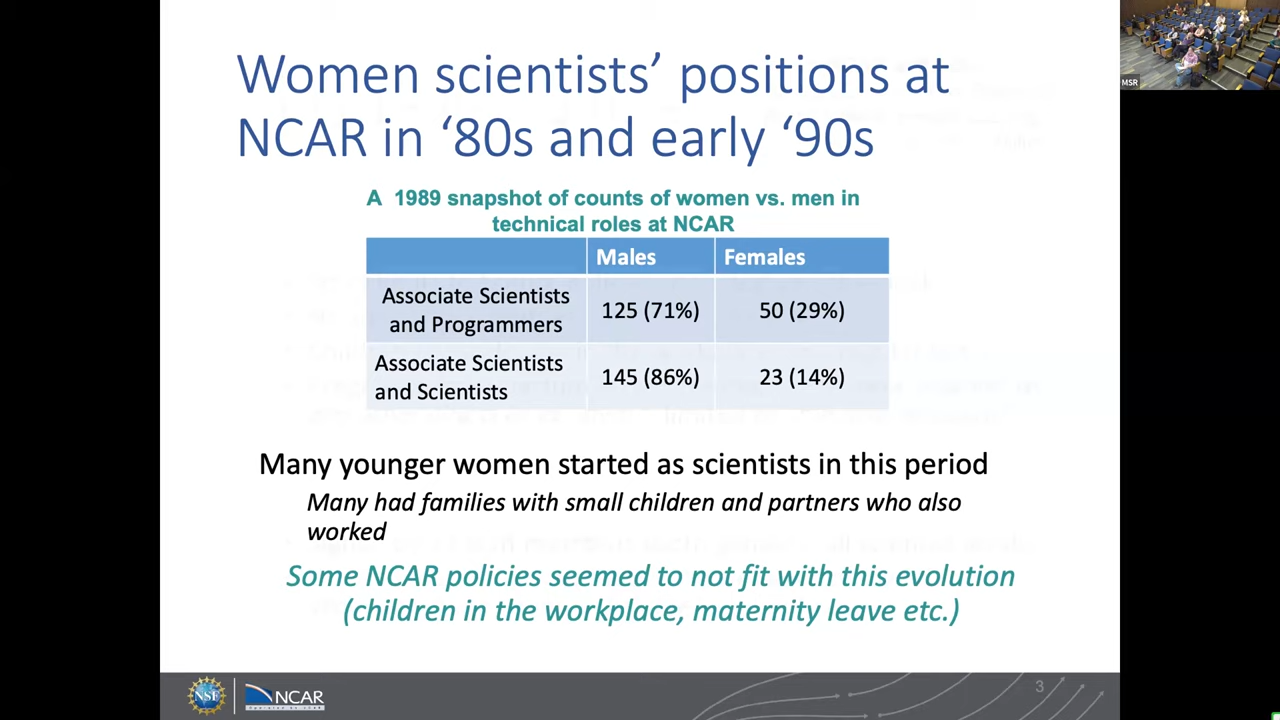 Women scientists’ positions at
NCAR in ‘80s and early ‘90s
A 1989 snapshot of counts of women vs. men in
technical roles at NCAR
Males Females
Associate Scientists
and Programmers
125 (71%) 50 (29%)
Associate Scientists
and Scientists
145 (86%) 23 (14%)
Many younger women started as scientists in this period
Many had families with small children and partners who also
worked
Some NCAR policies seemed to not fit with this evolution
(children in the workplace, maternity leave etc.)
NSF
NCAR
3
MSR